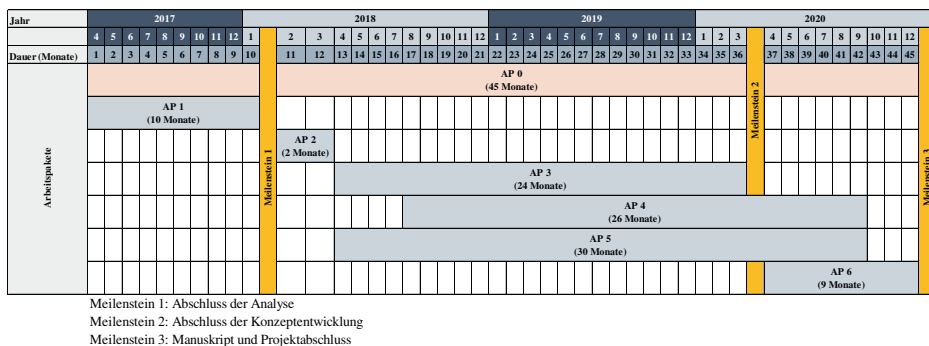 Jahr 2017 2018 2019 2020
4 5 6 7 8 9 10 11 12 1 2 3 4 5 6 7 8 9 10 11 12 1 2 3 4 5 6 7 8 9 10 11 12 1 2 3 4 5 6 7 8 9 10 11 12
Dauer (Monate) 1 2 3 4 5 6 7 8 9 10 11 12 13 14 15 16 17 18 19 20 21 22 23 24 25 26 27 28 29 30 31 32 33 34 35 36 37 38 39 40 41 42 43 44 45
Arbeitspakete
AP 0
(45 Monate)
AP 1
(10 Monate)
Meilenstein 1
AP 2
(2 Monate)
AP 3
(24 Monate)
Meilenstein 2
AP 4
(26 Monate)
AP 5
(30 Monate)
AP 6
(9 Monate)
Meilenstein 3
Meilenstein 1: Abschluss der Analyse
Meilenstein 2: Abschluss der Konzeptentwicklung
Meilenstein 3: Manuskript und Projektabschluss